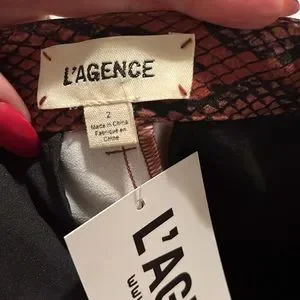 L'AGENCE
2
Made in China
Fabriqué en
Chine
L'AG